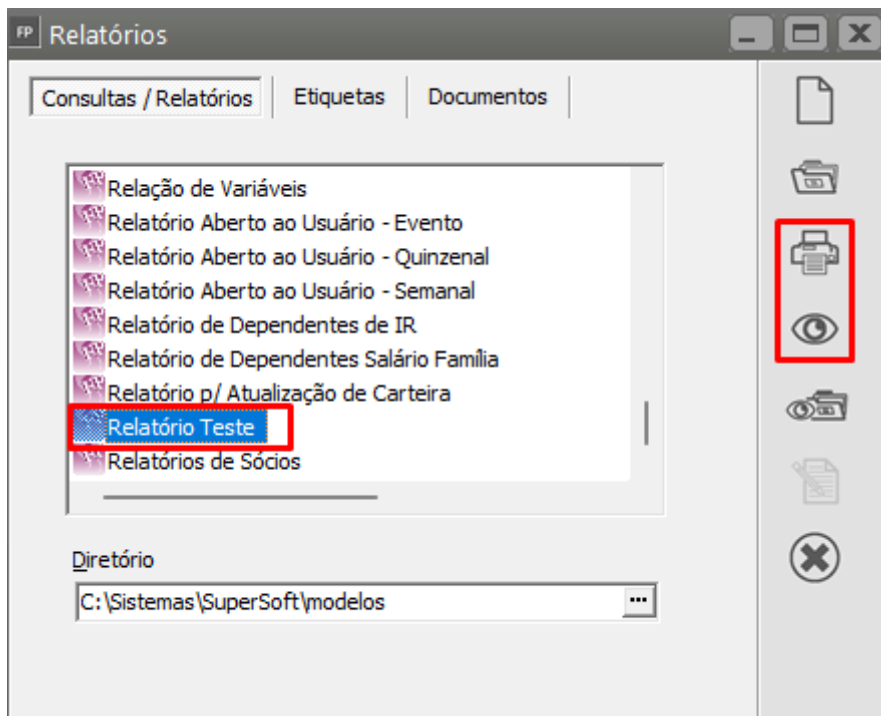 FP Relatórios
Consultas / Relatórios Etiquetas Documentos
Relação de Variáveis
Relatório Aberto ao Usuário - Evento
Relatório Aberto ao Usuário - Quinzenal
Relatório Aberto ao Usuário - Semanal
Relatório de Dependentes de IR
Relatório de Dependentes Salário Família
Relatório p/ Atualização de Carteira
Relatório Teste
Relatórios de Sócios
Diretório
C:\Sistemas\SuperSoft\modelos ...